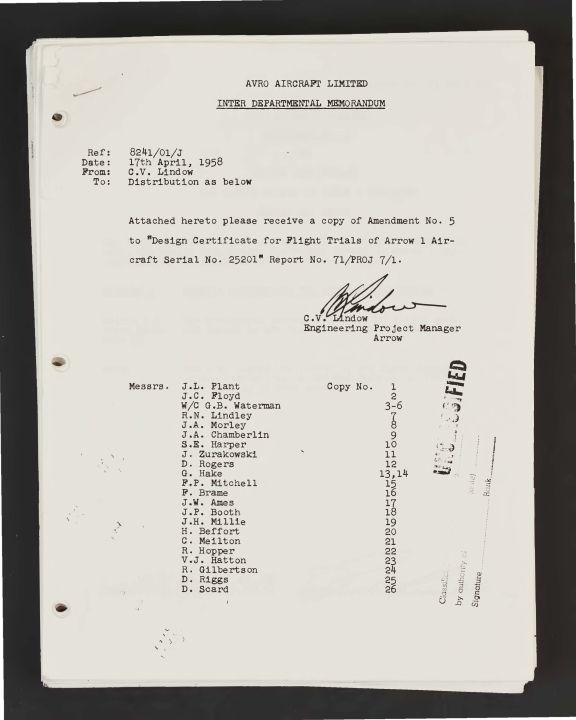 AVRO AIRCRAFT LIMITED
INTER DEPARTMENTAL MEMORANDUM
Ref: 8241/01/J
Date: 17th April, 1958
From: C.V. Lindow
To: Distribution as below
Attached hereto please receive a copy of Amendment No. 5
to "Design Certificate for Flight Trials of Arrow 1 Air-
craft Serial No. 25201" Report No. 71/PROJ 7/1.
C.V. Lindow
Engineering Project Manager
Arrow
Messrs. J.L. Plant Copy No. 1
J.C. Floyd 2
W/C G.B. Waterman 3-6
R.N. Lindley 7
J.A. Morley 8
J.A. Chamberlin 9
S.E. Harper 10
J. Zurakowski 11
D. Rogers 12
G. Hake 13,14
F.P. Mitchell 15
F. Brame 16
J.W. Ames 17
J.P. Booth 18
J.H. Millie 19
H. Beffort 20
C. Meilton 21
R. Hopper 22
V.J. Hatton 23
R. Gilbertson 24
D. Riggs 25
D. Scard 26
by authority of
Signature
Rank